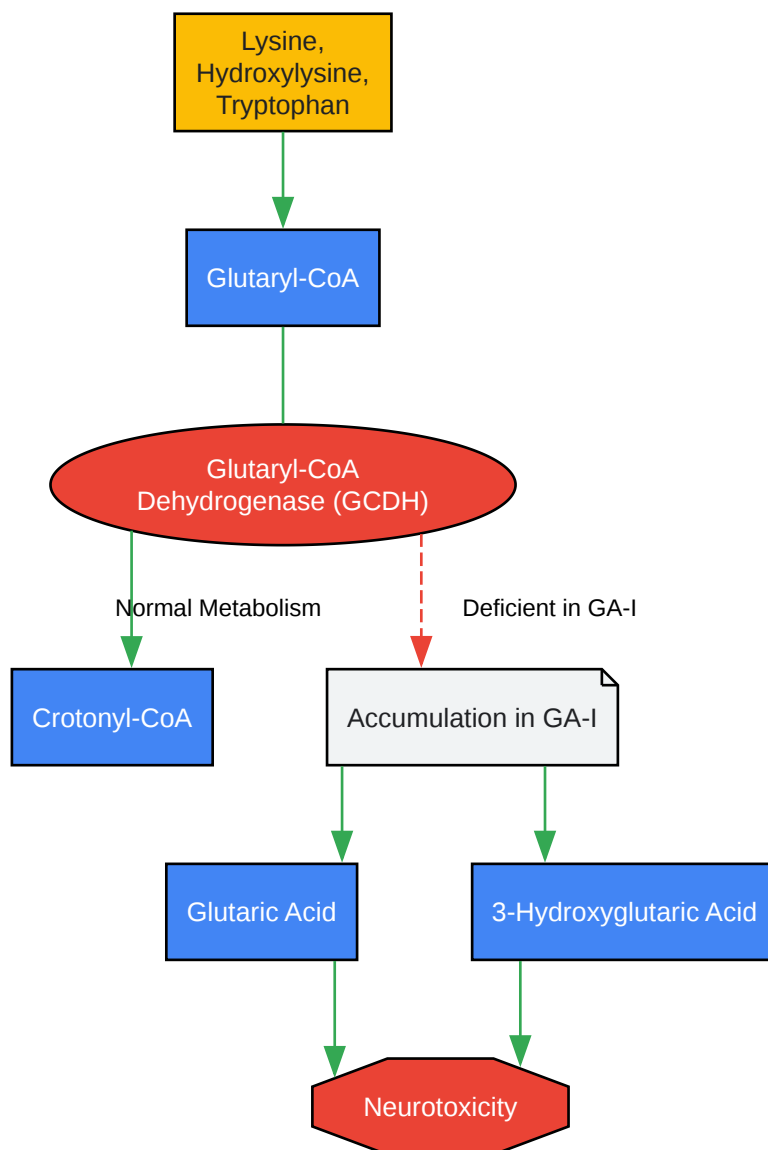 Lysine,
Hydroxylysine,
Tryptophan
Glutaryl-CoA
Glutaryl-CoA
Dehydrogenase (GCDH)
Normal Metabolism
Deficient in GA-I
Crotonyl-CoA
Accumulation in GA-I
Glutaric Acid
3-Hydroxyglutaric Acid
Neurotoxicity